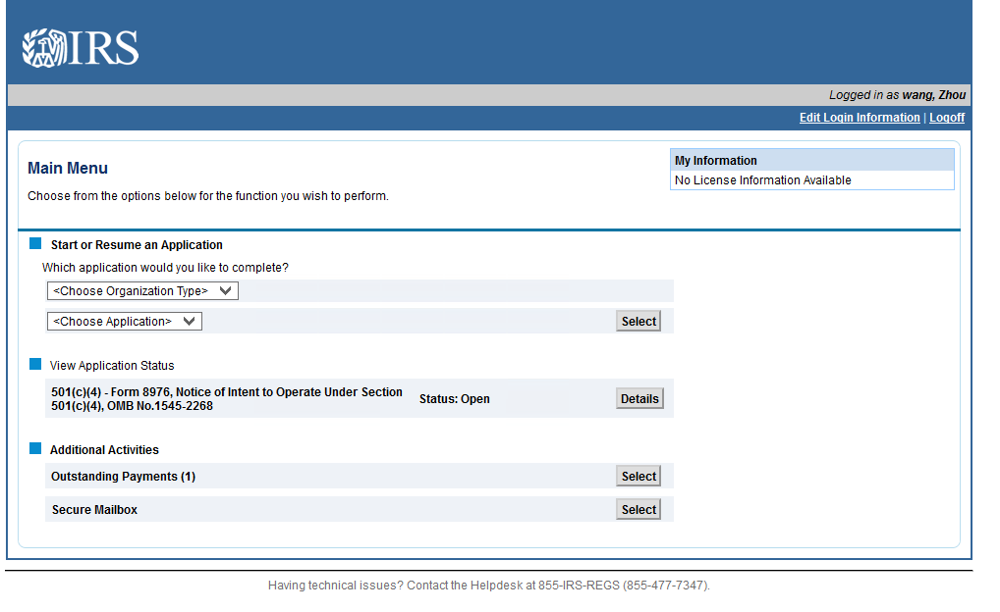 IRS
Logged in as wang, Zhou
Edit Login Information | Logoff
Main Menu
Choose from the options below for the function you wish to perform.
My Information
No License Information Available
Start or Resume an Application
Which application would you like to complete?
<Choose Organization Type>
<Choose Application>
Select
View Application Status
501(c)(4) - Form 8976, Notice of Intent to Operate Under Section
501(c)(4), OMB No.1545-2268
Status: Open
Details
Additional Activities
Outstanding Payments (1)
Select
Secure Mailbox
Select
Having technical issues? Contact the Helpdesk at 855-IRS-REGS (855-477-7347).